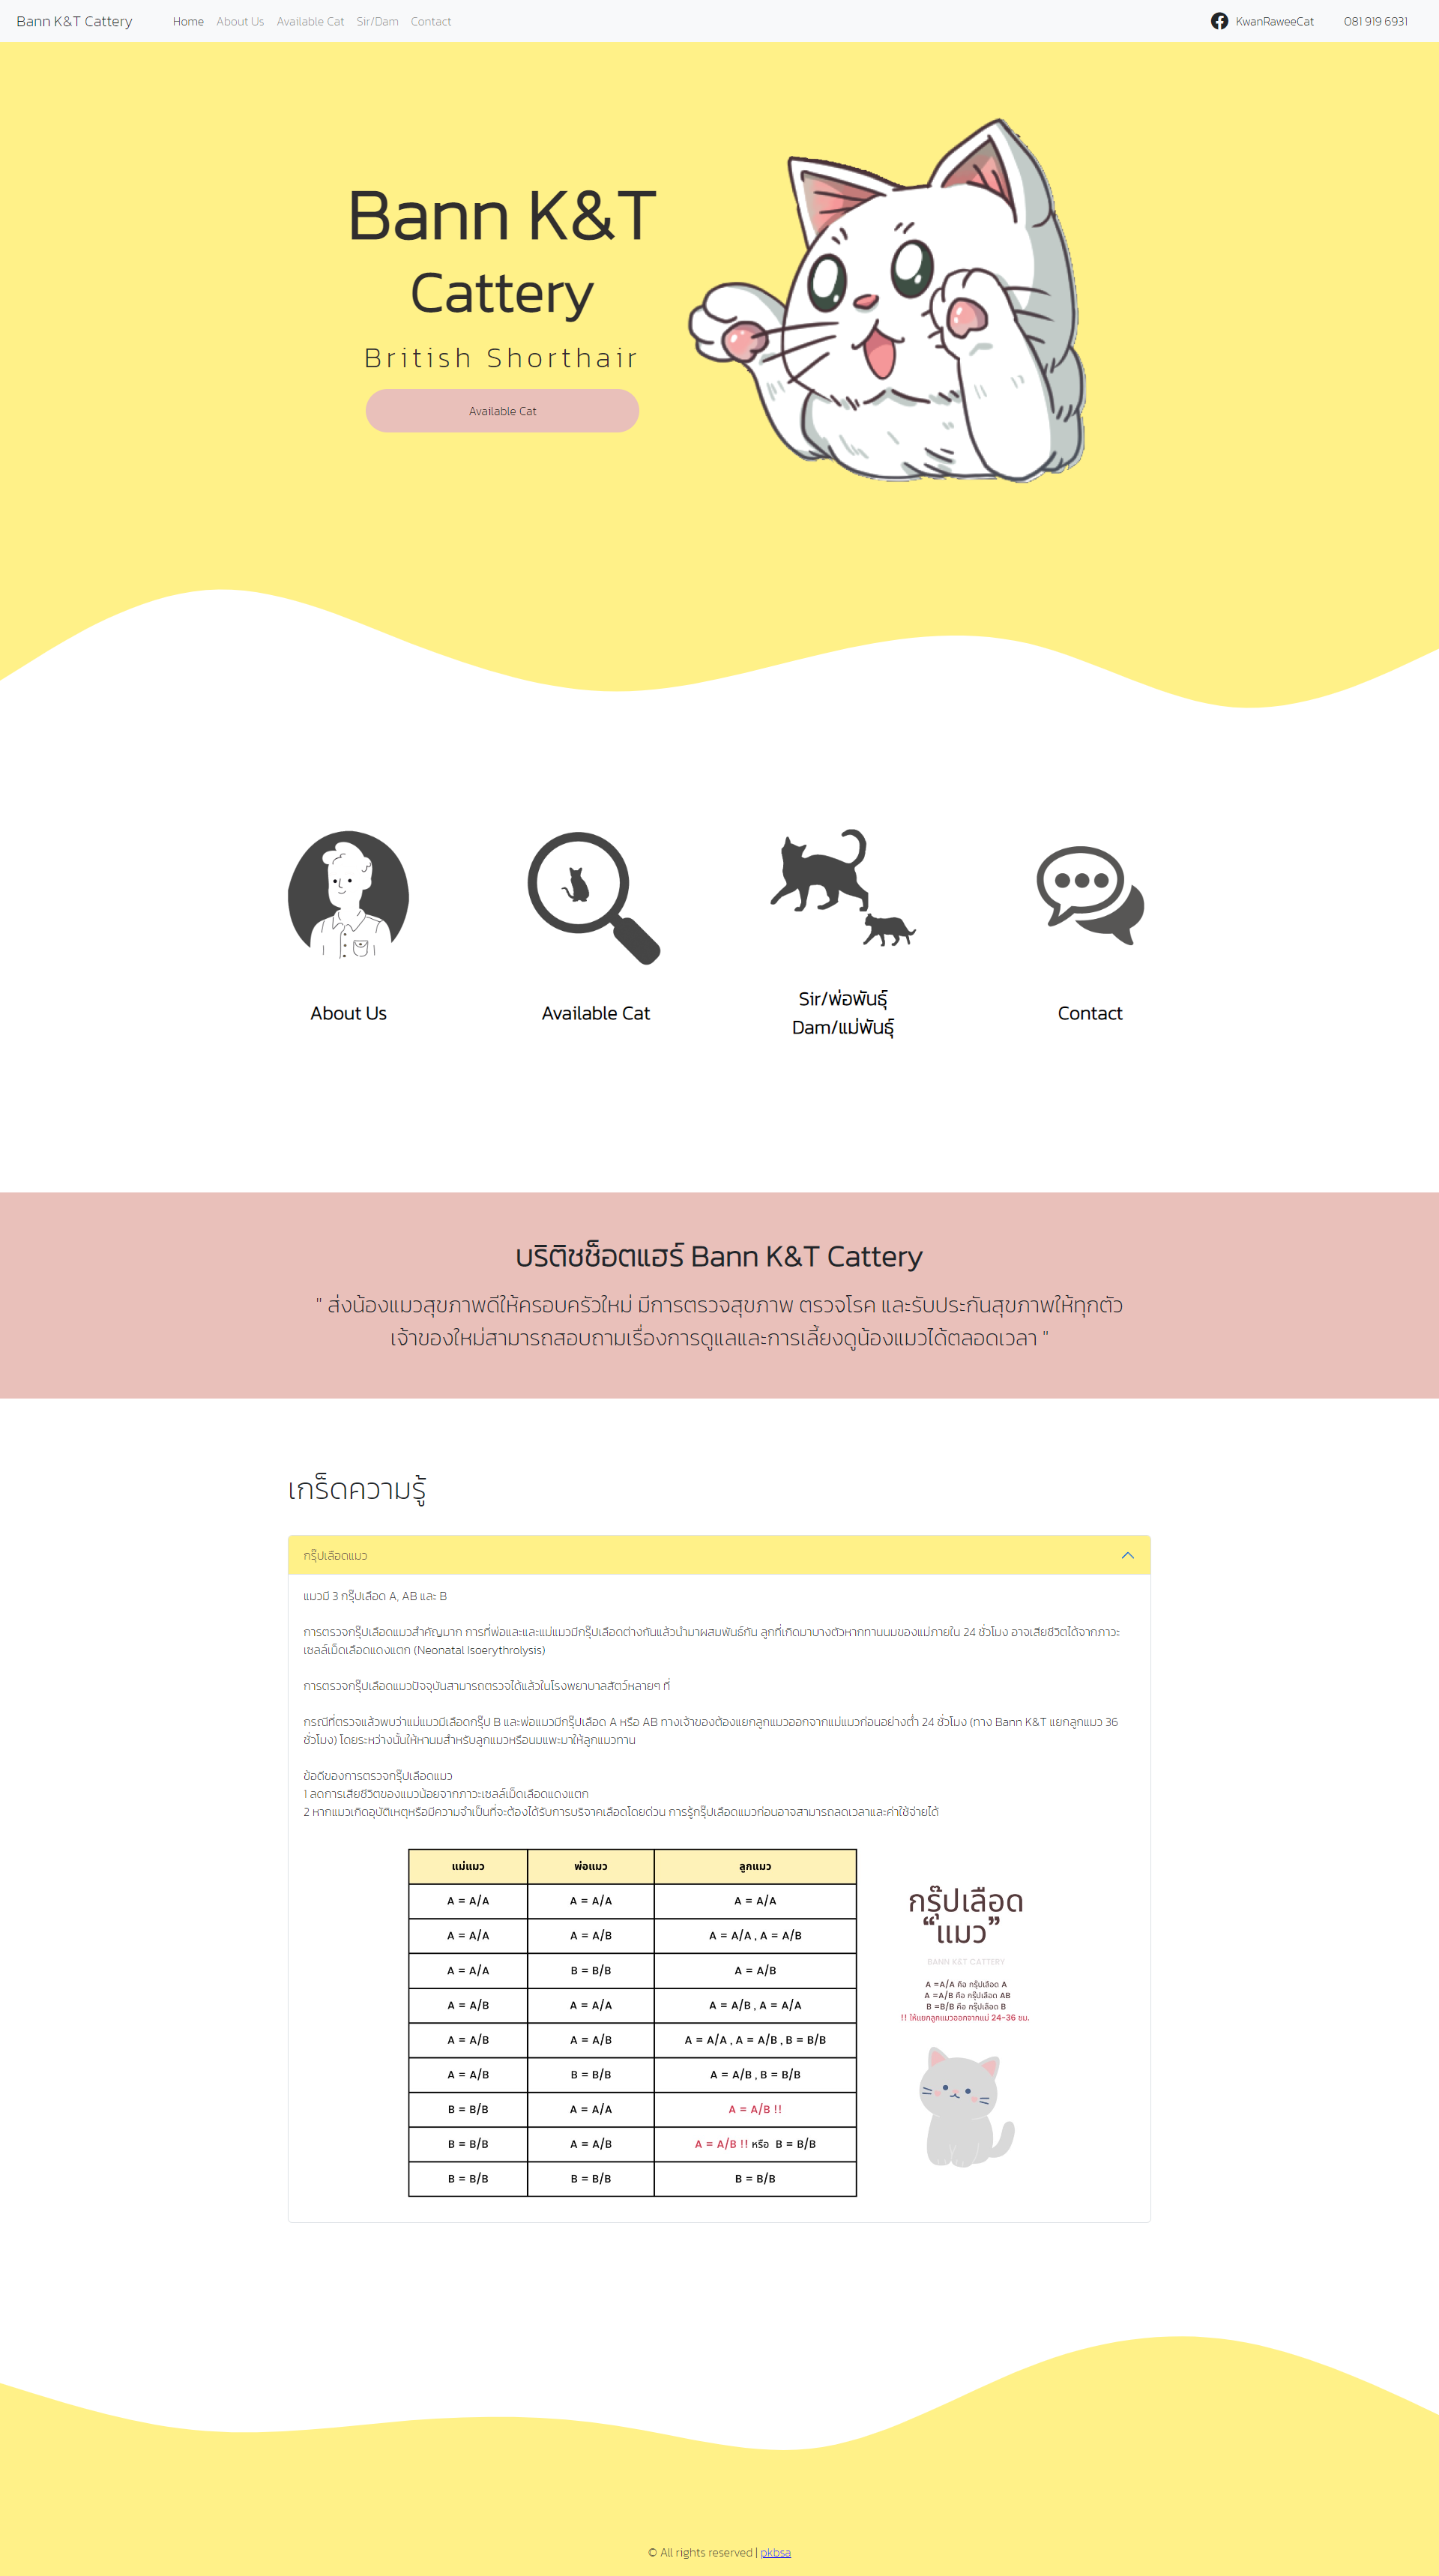 Bann K&T Cattery
Home About Us Available Cat Sir/Dam Contact
KwanRaweeCat 081 919 6931
Bann K&T
Cattery
British Shorthair
Available Cat
About Us
Available Cat
Sir/พ่อพันธุ์
Dam/แม่พันธุ์
Contact
บริติชช็อตแฮร์ Bann K&T Cattery
" ส่งน้องแมวสุขภาพดีให้ครอบครัวใหม่ มีการตรวจสุขภาพ ตรวจโรค และรับประกันสุขภาพให้ทุกตัว
เจ้าของใหม่สามารถสอบถามเรื่องการดูแลและการเลี้ยงดูน้องแมวได้ตลอดเวลา "
เกร็ดความรู้
กรุ๊ปเลือดแมว
แมวมี 3 กรุ๊ปเลือด A, AB และ B
การตรวจกรุ๊ปเลือดแมวสำคัญมาก การที่พ่อและและแม่แมวมีกรุ๊ปเลือดต่างกันแล้วนำมาผสมพันธ์กัน ลูกที่เกิดมาบางตัวหากทานนมของแม่ภายใน 24 ชั่วโมง อาจเสียชีวิตได้จากภาวะ
เซลล์เม็ดเลือดแดงแตก (Neonatal Isoerythrolysis)
การตรวจกรุ๊ปเลือดแมวปัจจุบันสามารถตรวจได้แล้วในโรงพยาบาลสัตว์หลายๆ ที่
กรณีที่ตรวจแล้วพบว่าแม่แมวมีเลือดกรุ๊ป B และพ่อแมวมีกรุ๊ปเลือด A หรือ AB ทางเจ้าของต้องแยกลูกแมวออกจากแม่แมวก่อนอย่างต่ำ 24 ชั่วโมง (ทาง Bann K&T แยกลูกแมว 36
ชั่วโมง) โดยระหว่างนั้นให้หานมสำหรับลูกแมวหรือนมแพะมาให้ลูกแมวทาน
ข้อดีของการตรวจกรุ๊ปเลือดแมว
1 ลดการเสียชีวิตของแมวน้อยจากภาวะเซลล์เม็ดเลือดแดงแตก
2 หากแมวเกิดอุบัติเหตุหรือมีความจำเป็นที่จะต้องได้รับการบริจาคเลือดโดยด่วน การรู้กรุ๊ปเลือดแมวก่อนอาจสามารถลดเวลาและค่าใช้จ่ายได้
แม่แมว พ่อแมว ลูกแมว
A = A/A A = A/A A = A/A
A = A/A A = A/B A = A/A , A = A/B
A = A/A B = B/B A = A/B
A = A/B A = A/A A = A/B , A = A/A
A = A/B A = A/B A = A/A , A = A/B , B = B/B
A = A/B B = B/B A = A/B , B = B/B
B = B/B A = A/A A = A/B !!
B = B/B A = A/B A = A/B !! หรือ B = B/B
B = B/B B = B/B B = B/B
กรุ๊ปเลือด
“แมว”
BANN K&T CATTERY
A =A/A คือ กรุ๊ปเลือด A
A =A/B คือ กรุ๊ปเลือด AB
B =B/B คือ กรุ๊ปเลือด B
!! ให้แยกลูกแมวออกจากแม่ 24-36 ชม.
© All rights reserved | pkbsa